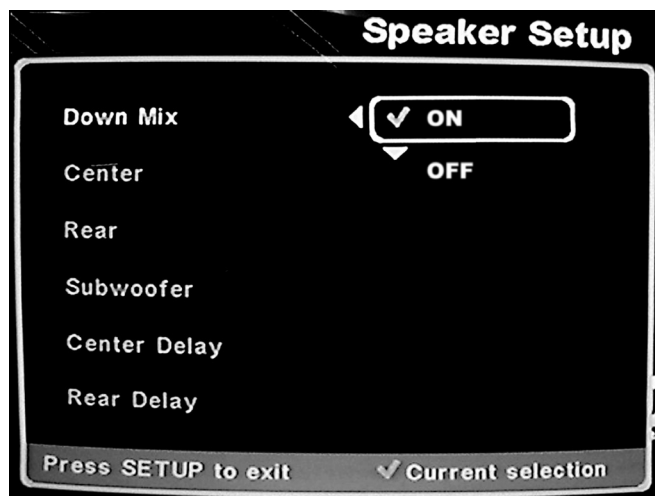 Speaker Setup
Down Mix ON
Center OFF
Rear
Subwoofer
Center Delay
Rear Delay
Press SETUP to exit Current selection